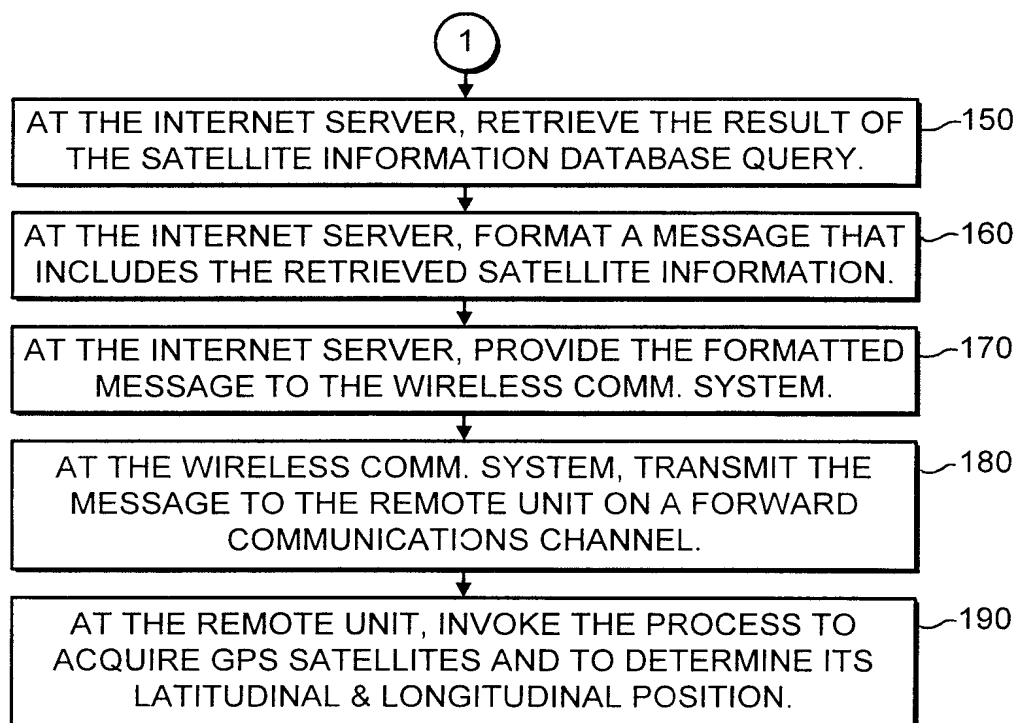 1
AT THE INTERNET SERVER, RETRIEVE THE RESULT OF
THE SATELLITE INFORMATION DATABASE QUERY.
150
AT THE INTERNET SERVER, FORMAT A MESSAGE THAT
INCLUDES THE RETRIEVED SATELLITE INFORMATION.
160
AT THE INTERNET SERVER, PROVIDE THE FORMATTED
MESSAGE TO THE WIRELESS COMM. SYSTEM.
170
AT THE WIRELESS COMM. SYSTEM, TRANSMIT THE
MESSAGE TO THE REMOTE UNIT ON A FORWARD
COMMUNICATIONS CHANNEL.
180
AT THE REMOTE UNIT, INVOKE THE PROCESS TO
ACQUIRE GPS SATELLITES AND TO DETERMINE ITS
LATITUDINAL & LONGITUDINAL POSITION.
190